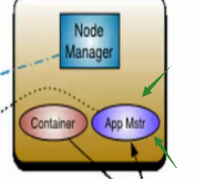 Node
Manager
Container
App Mstr